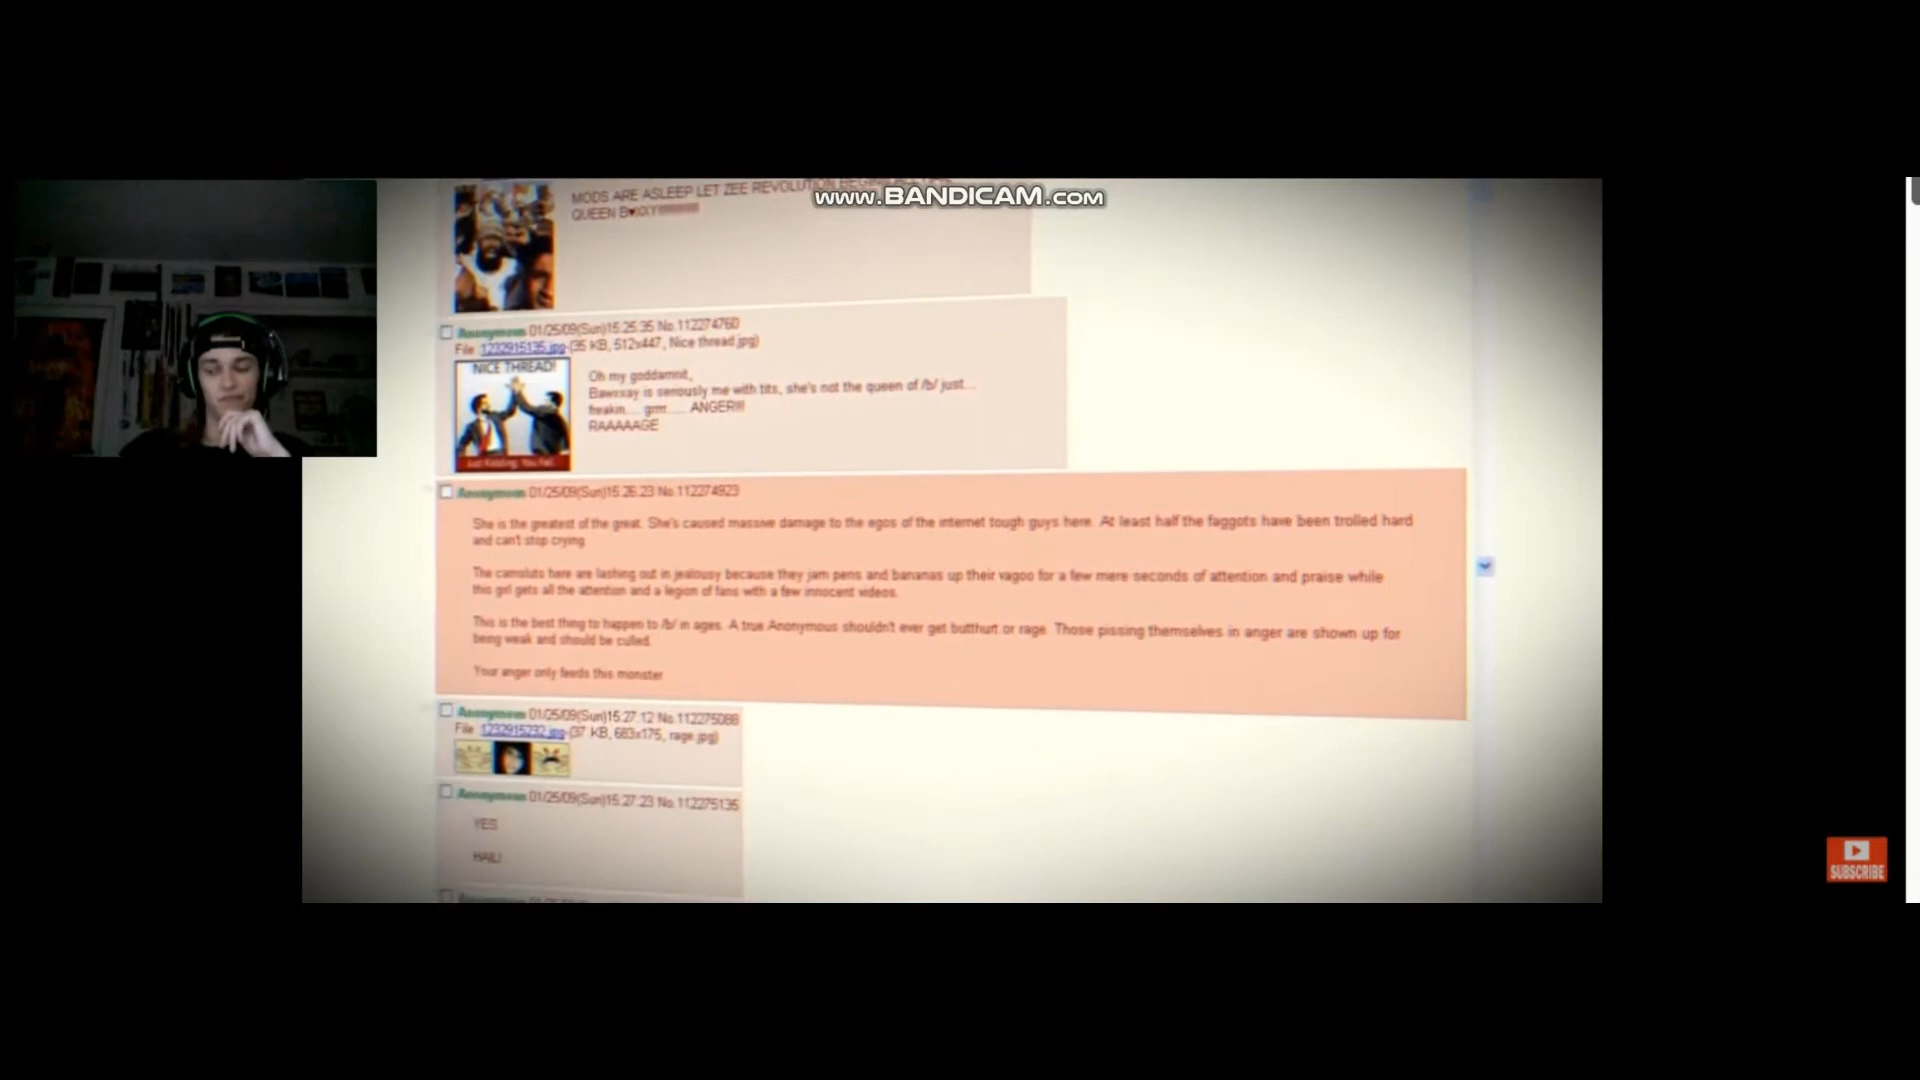 www.BANDICAM.com
MODS ARE ASLEEP LET ZEE REVOLUTION
QUEEN B♥XXY!!!!!!!!!!!
Anonymous 01/25/09(Sun)15:25:35 No.112274760
File 1232915135.jpg-(35 KB, 512x447, Nice thread.jpg)
NICE THREAD!
Just Kidding. You Fail.
Oh my goddamnit,
Bawxxay is seriously me with tits, she's not the queen of /b/ just....
freakin.... grrrr..... ANGER!!!
RAAAAAGE
Anonymous 01/25/09(Sun)15:26:23 No.112274923
She is the greatest of the great. She's caused massive damage to the egos of the internet tough guys here. At least half the faggots have been trolled hard
and can't stop crying.
The camsluts here are lashing out in jealousy because they jam pens and bananas up their vagoo for a few mere seconds of attention and praise while
this girl gets all the attention and a legion of fans with a few innocent videos.
This is the best thing to happen to /b/ in ages. A true Anonymous shouldn't ever get butthurt or rage. Those pissing themselves in anger are shown up for
being weak and should be culled.
Your anger only feeds this monster
Anonymous 01/25/09(Sun)15:27:12 No.112275088
File 1232915232.jpg-(37 KB, 683x175, rage.jpg)
Anonymous 01/25/09(Sun)15:27:23 No.112275135
YES
HAIL!
SUBSCRIBE